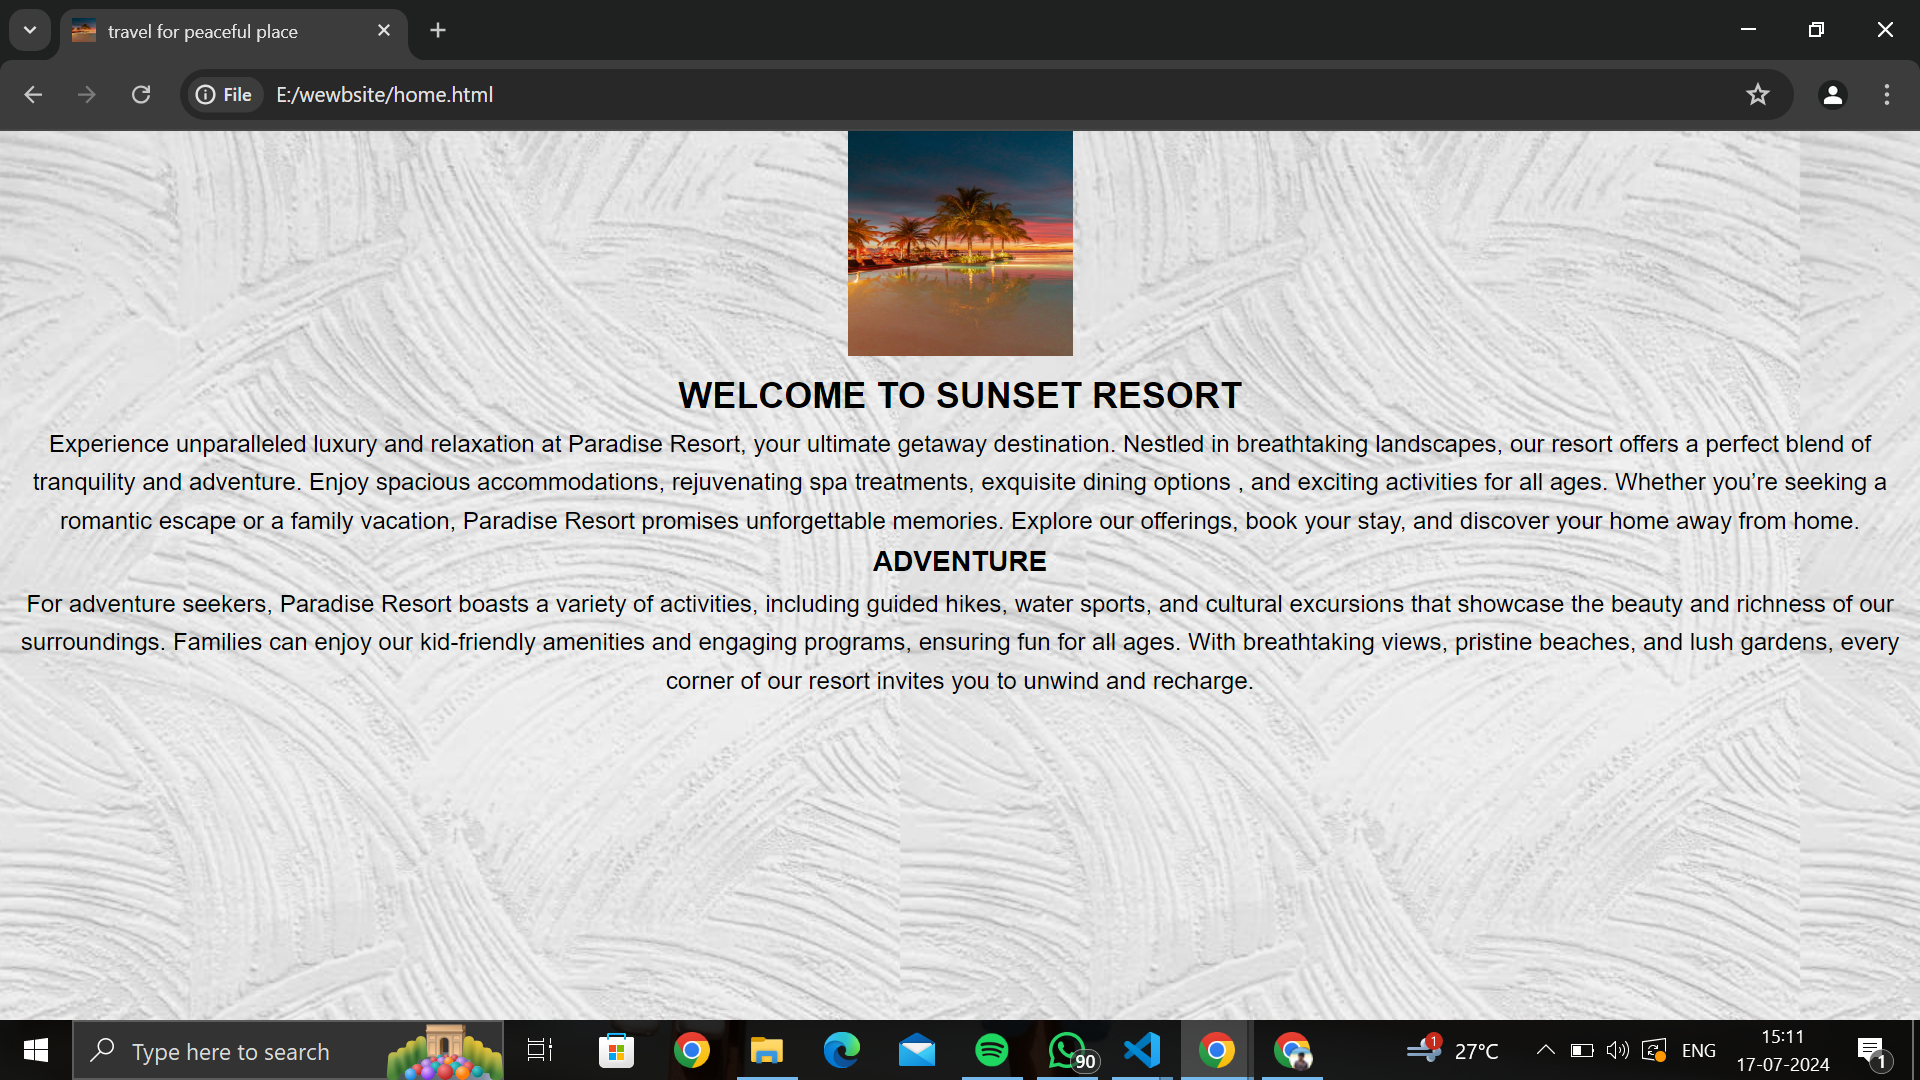 travel for peaceful place
File E:/wewbsite/home.html
WELCOME TO SUNSET RESORT
Experience unparalleled luxury and relaxation at Paradise Resort, your ultimate getaway destination. Nestled in breathtaking landscapes, our resort offers a perfect blend of
tranquility and adventure. Enjoy spacious accommodations, rejuvenating spa treatments, exquisite dining options , and exciting activities for all ages. Whether you’re seeking a
romantic escape or a family vacation, Paradise Resort promises unforgettable memories. Explore our offerings, book your stay, and discover your home away from home.
ADVENTURE
For adventure seekers, Paradise Resort boasts a variety of activities, including guided hikes, water sports, and cultural excursions that showcase the beauty and richness of our
surroundings. Families can enjoy our kid-friendly amenities and engaging programs, ensuring fun for all ages. With breathtaking views, pristine beaches, and lush gardens, every
corner of our resort invites you to unwind and recharge.
Type here to search
90
1
27°C
ENG
15:11
17-07-2024
1